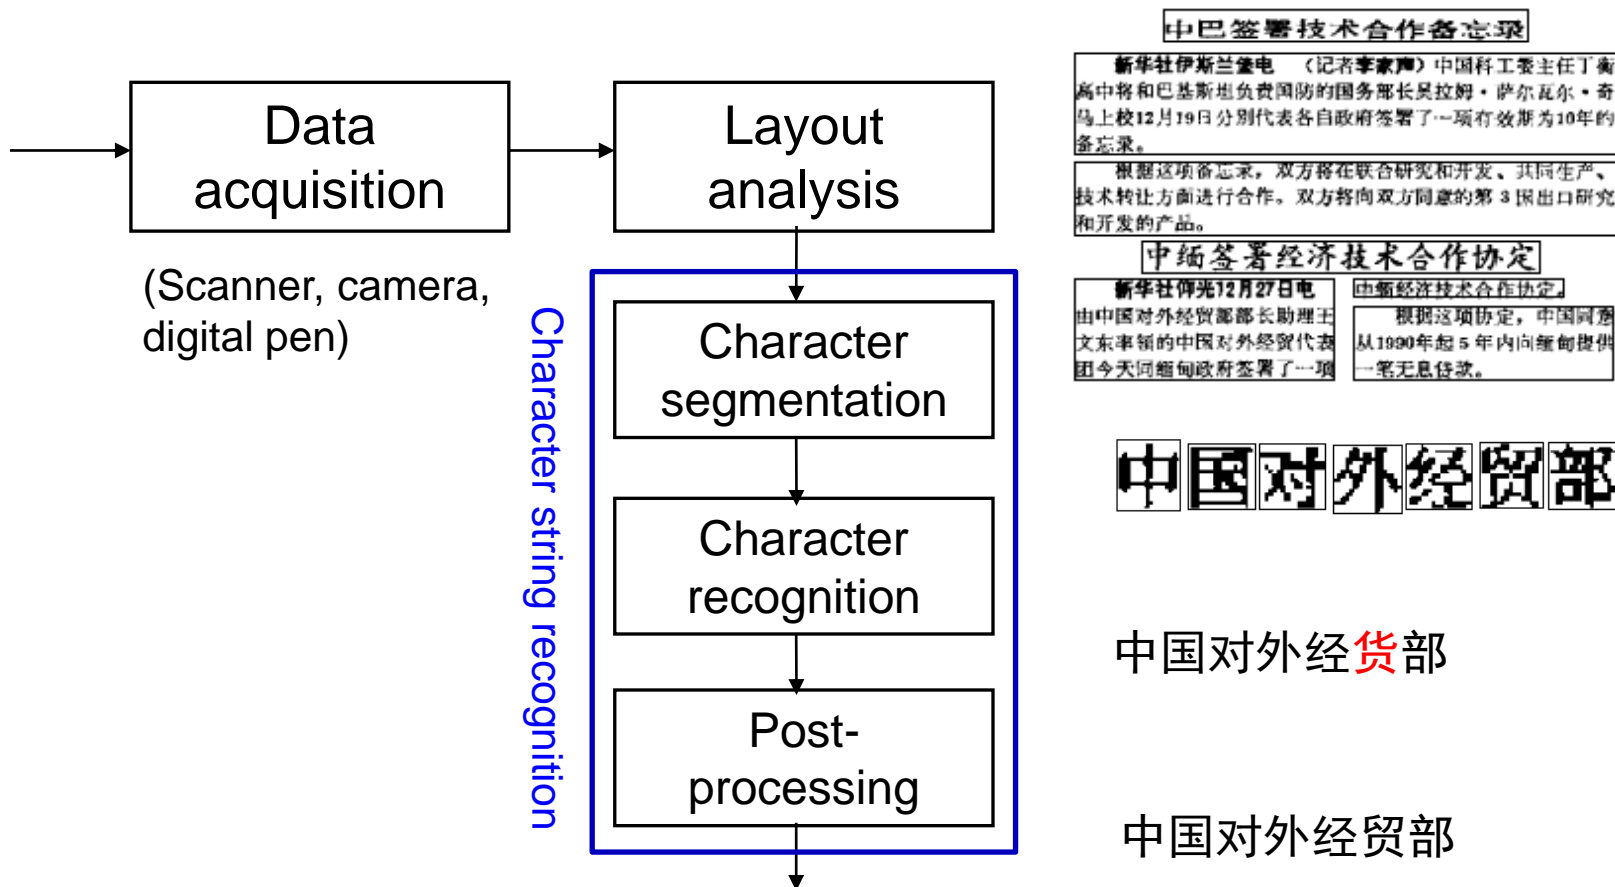 Data
acquisition
(Scanner, camera,
digital pen)
Layout
analysis
Character string recognition
Character
segmentation
Character
recognition
Post-
processing
中巴签署技术合作备忘录
新华社伊斯兰堡电 （记者李家声）中国科工委主任丁衡
高中将和巴基斯坦负责国防的国务部长吴拉姆·萨尔瓦尔·奇
马上校12月19日分别代表各自政府签署了一项有效期为10年的
备忘录。
根据这项备忘录，双方将在联合研究和开发、共同生产、
技术转让方面进行合作。双方将向双方同意的第3国出口研究
和开发的产品。
中缅签署经济技术合作协定
新华社仰光12月27日电
由中国对外经贸部部长助理王
文东率领的中国对外经贸代表
团今天同缅甸政府签署了一项
中缅经济技术合作协定。
根据这项协定，中国同意
从1990年起5年内向缅甸提供
一笔无息贷款。
中国对外经贸部
中国对外经货部
中国对外经贸部